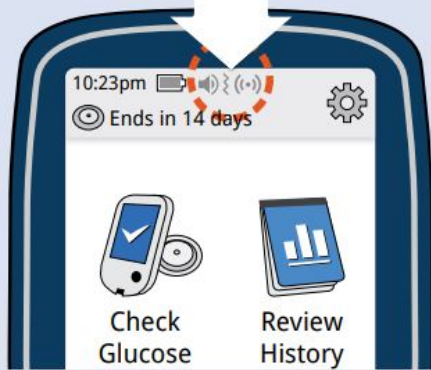 10:23pm
Ends in 14 days
Check
Glucose
Review
History